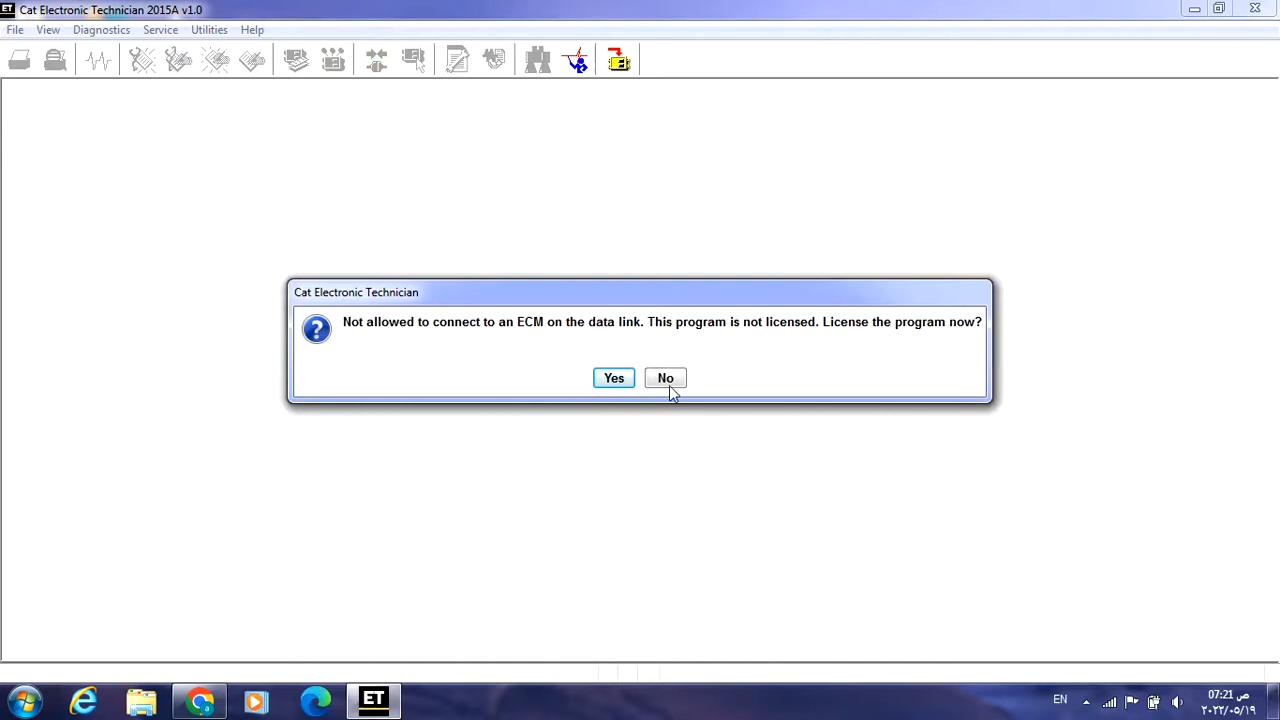 ET Cat Electronic Technician 2015A v1.0
File View Diagnostics Service Utilities Help
Cat Electronic Technician
Not allowed to connect to an ECM on the data link. This program is not licensed. License the program now?
Yes No
ET EN ص 07:21
٢٠٢٢/٠٥/١٩